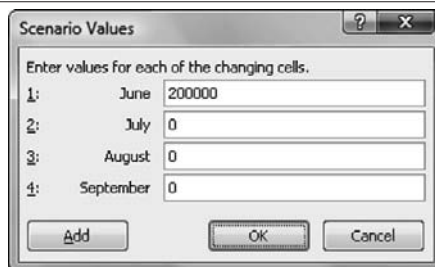 Scenario Values
?
Enter values for each of the changing cells.
1: June 200000
2: July 0
3: August 0
4: September 0
Add OK Cancel